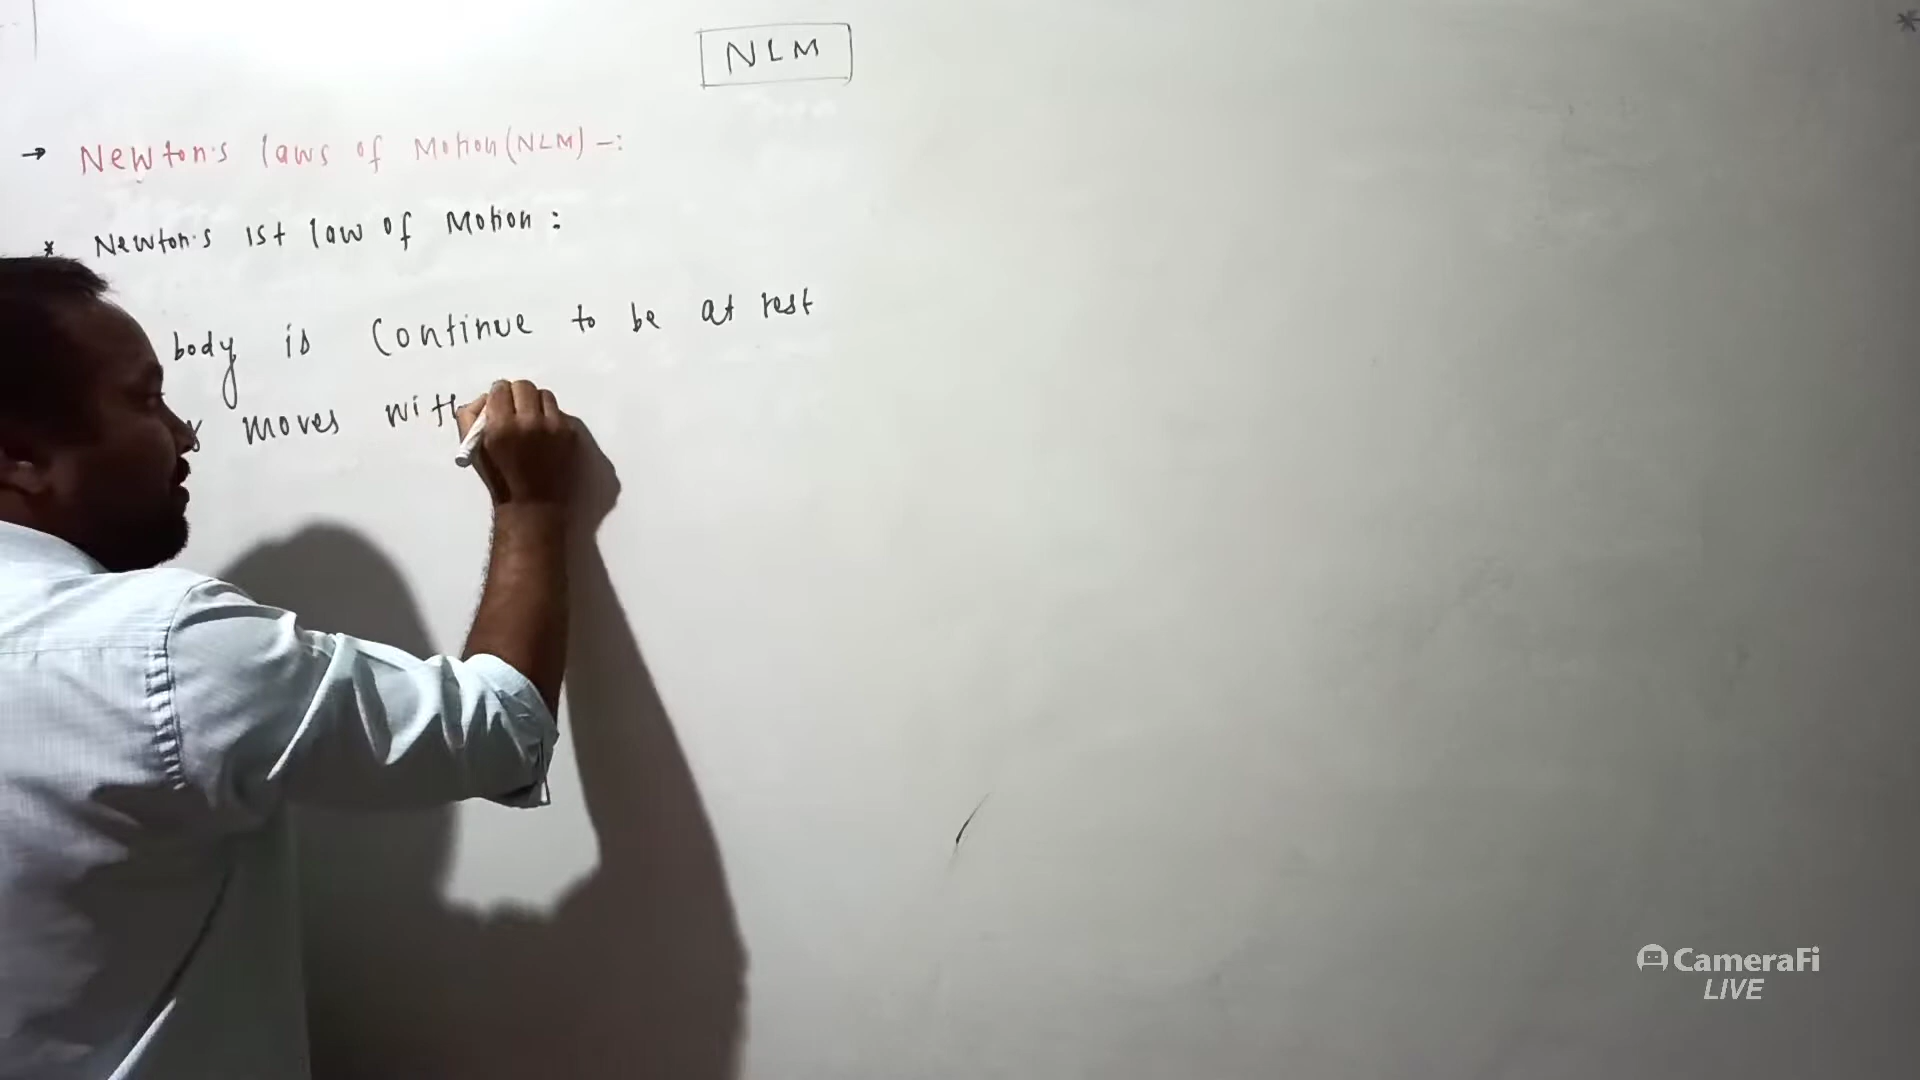 NLM
→ Newton's laws of Motion (NLM) -:
* Newton's 1st law of Motion :
body is Continue to be at rest
moves with
CameraFi
LIVE